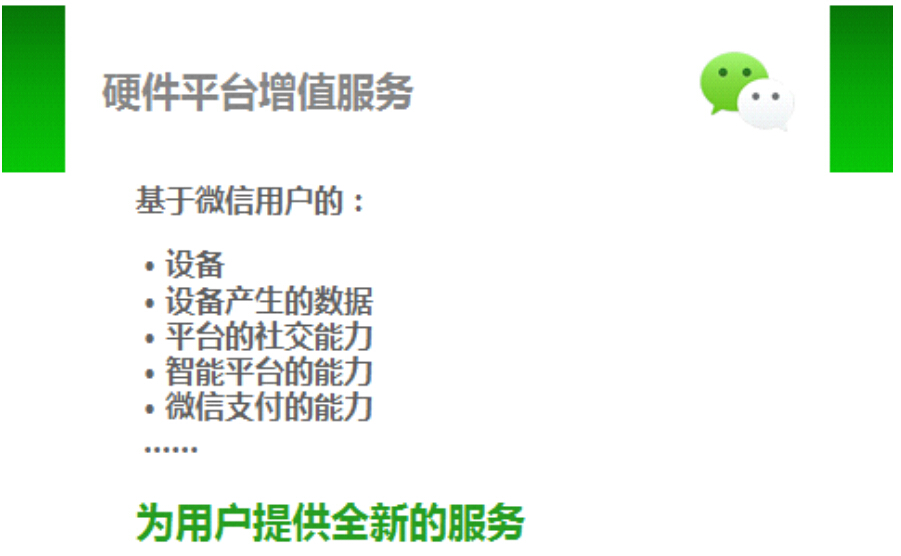 硬件平台增值服务
基于微信用户的：
• 设备
• 设备产生的数据
• 平台的社交能力
• 智能平台的能力
• 微信支付的能力
······
为用户提供全新的服务